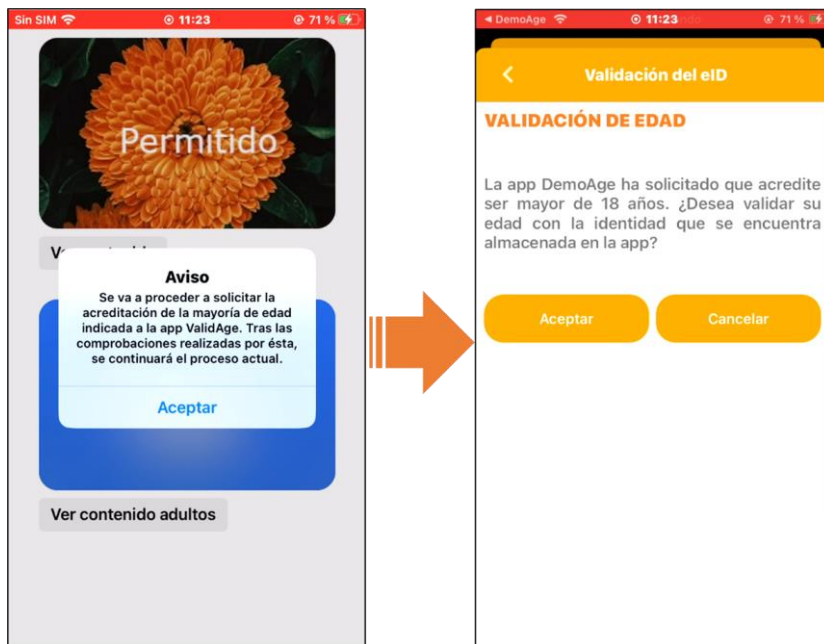 Sin SIM 11:23 71 %
Permitido
V
Aviso
Se va a proceder a solicitar la
acreditación de la mayoría de edad
indicada a la app ValidAge. Tras las
comprobaciones realizadas por ésta,
se continuará el proceso actual.
Aceptar
Ver contenido adultos
DemoAge 11:23 71 %
Validación del eID
VALIDACIÓN DE EDAD
La app DemoAge ha solicitado que acredite
ser mayor de 18 años. ¿Desea validar su
edad con la identidad que se encuentra
almacenada en la app?
Aceptar Cancelar